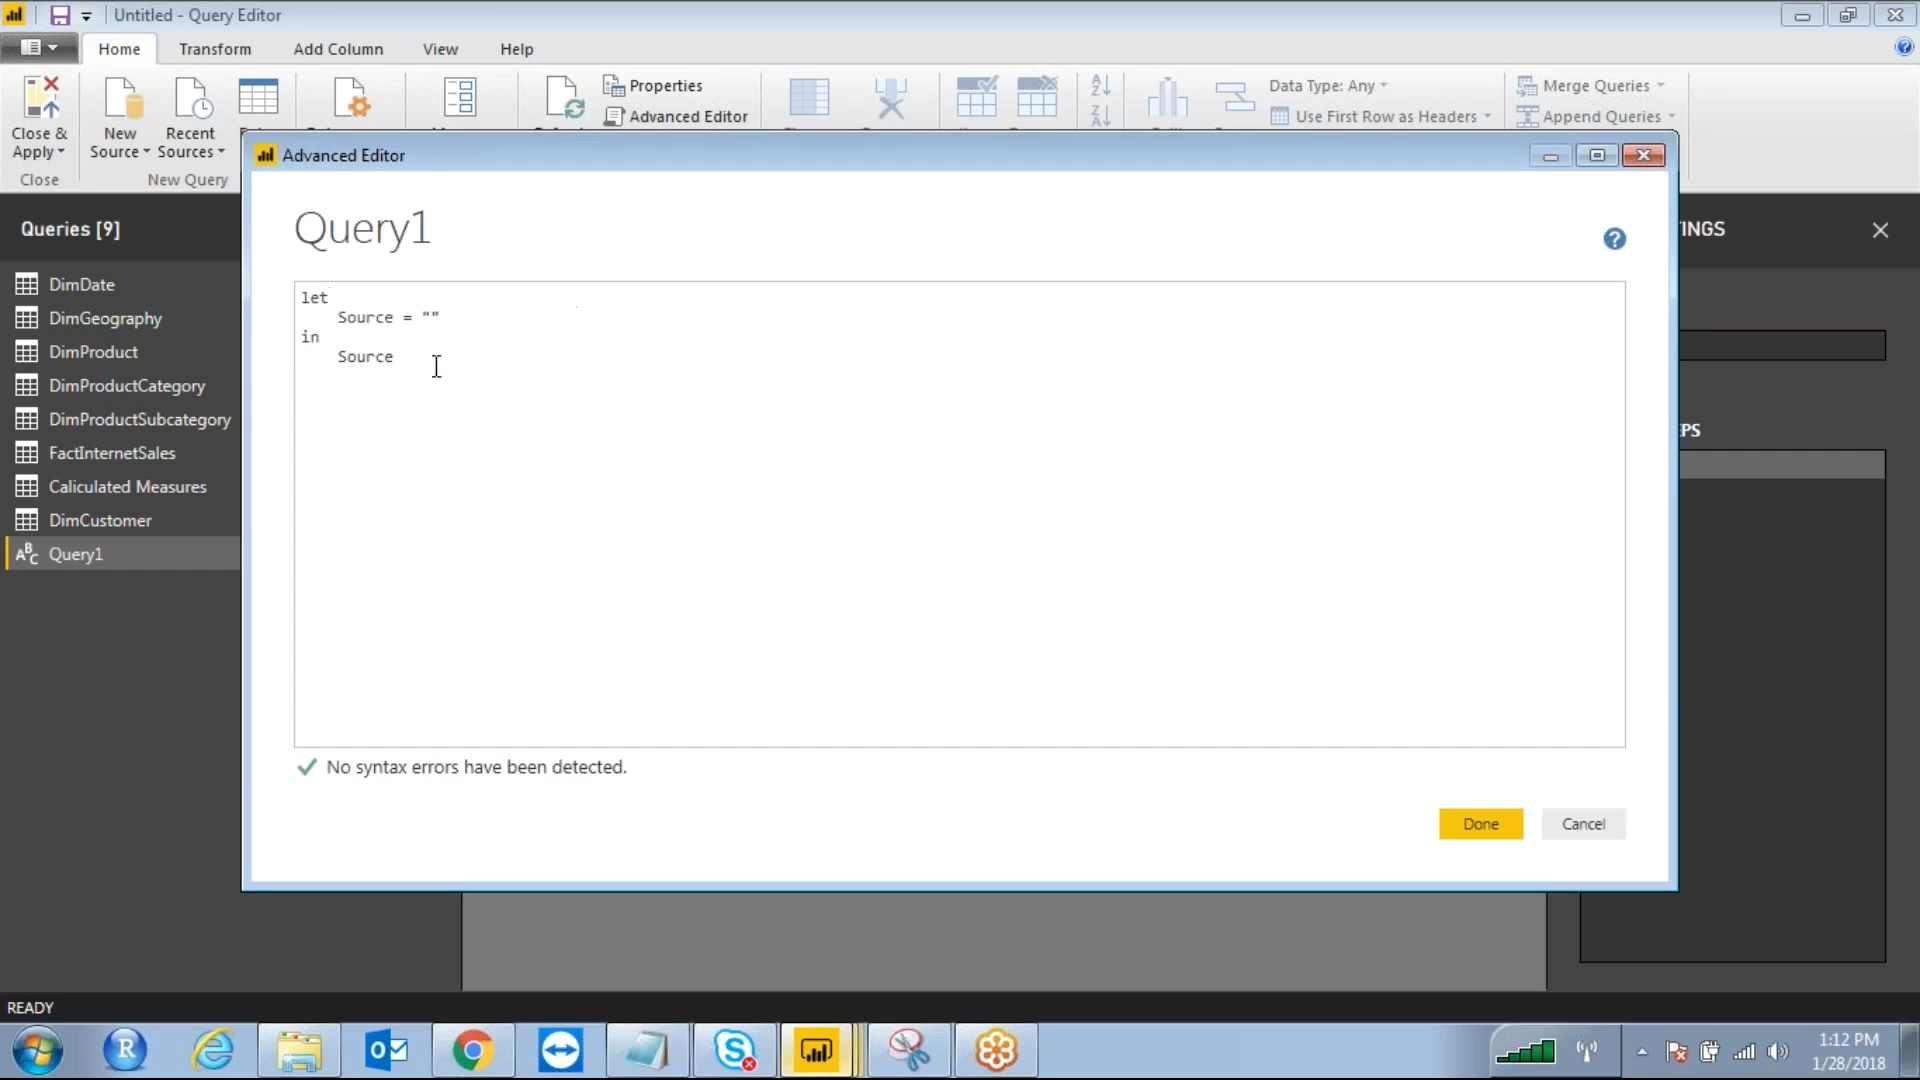 Untitled - Query Editor
Home
Transform
Add Column
View
Help
Close &
Apply
New
Source
Recent
Sources
Properties
Advanced Editor
Data Type: Any
Use First Row as Headers
Merge Queries
Append Queries
Close
New Query
Advanced Editor
Queries [9]
DimDate
DimGeography
DimProduct
DimProductCategory
DimProductSubcategory
FactInternetSales
Caliculated Measures
DimCustomer
ABC Query1
Query1
let
Source = ""
in
Source
No syntax errors have been detected.
Done
Cancel
INGS
EPS
READY
1:12 PM
1/28/2018